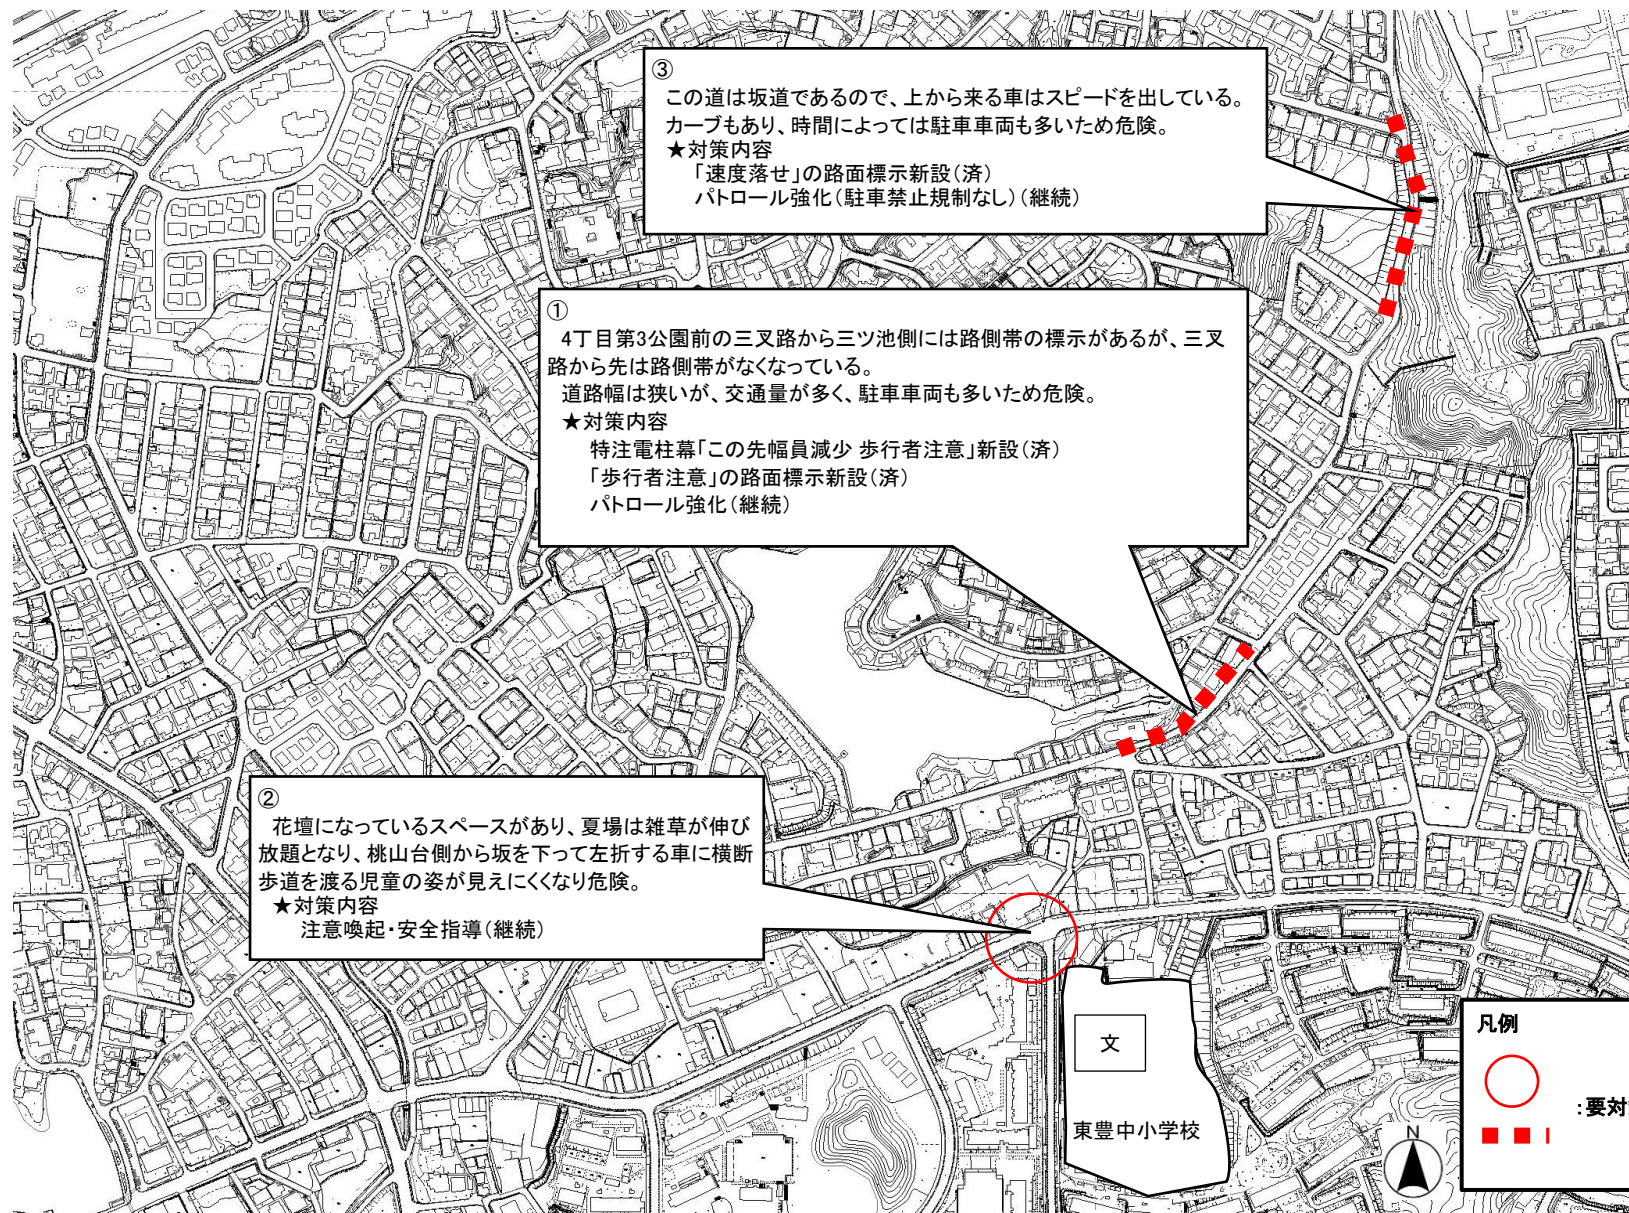 ③
この道は坂道であるので、上から来る車はスピードを出している。
カーブもあり、時間によっては駐車車両も多いため危険。
★対策内容
「速度落せ」の路面標示新設(済)
パトロール強化(駐車禁止規制なし)(継続)
①
4丁目第3公園前の三叉路から三ツ池側には路側帯の標示があるが、三叉
路から先は路側帯がなくなっている。
道路幅は狭いが、交通量が多く、駐車車両も多いため危険。
★対策内容
特注電柱幕「この先幅員減少 歩行者注意」新設(済)
「歩行者注意」の路面標示新設(済)
パトロール強化(継続)
②
花壇になっているスペースがあり、夏場は雑草が伸び
放題となり、桃山台側から坂を下って左折する車に横断
歩道を渡る児童の姿が見えにくくなり危険。
★対策内容
注意喚起・安全指導(継続)
文
東豊中小学校
N
凡例
:要対